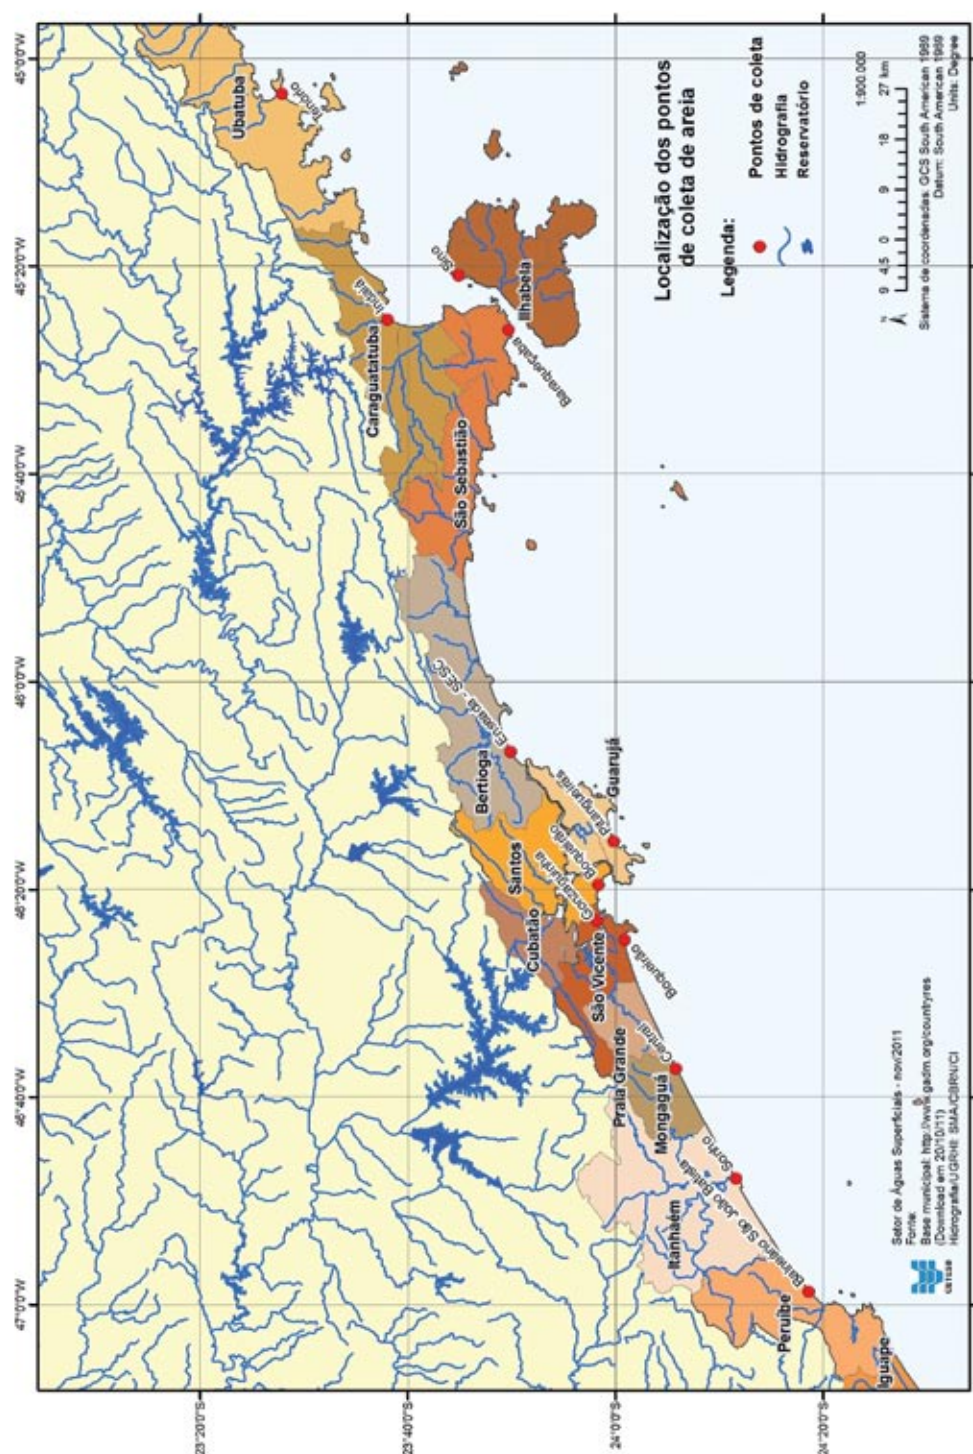 Localização dos pontos
de coleta de areia
Legenda:
Pontos de coleta
Hidrografia
Reservatório
1:900.000
N
9 4,5 0 9 18 27 km
Sistema de coordenadas: GCS South American 1969
Datum: South American 1969
Units: Degree
47°0'0"W
46°40'0"W
46°20'0"W
46°0'0"W
45°40'0"W
45°20'0"W
45°0'0"W
23°20'0"S
23°40'0"S
24°0'0"S
24°20'0"S
Ubatuba
Tenório
Caraguatatuba
Indaiá
Sino
Ilhabela
São Sebastião
Baraqueçaba
Bertioga
Enseada - SESC
Guarujá
Pitangueiras
Santos
Boqueirão
Gonzaguinha
Cubatão
São Vicente
Boqueirão
Praia Grande
Central
Mongaguá
Sonho
Itanhaém
Balneário São João Batista
Peruíbe
Iguape
CETESB
Setor de Águas Superficiais - nov/2011
Fonte:
Base municipal: http://www.gadm.org/countryres
(Download em 20/10/11)
Hidrografia/UGRHI: SMA/CBRN/CI